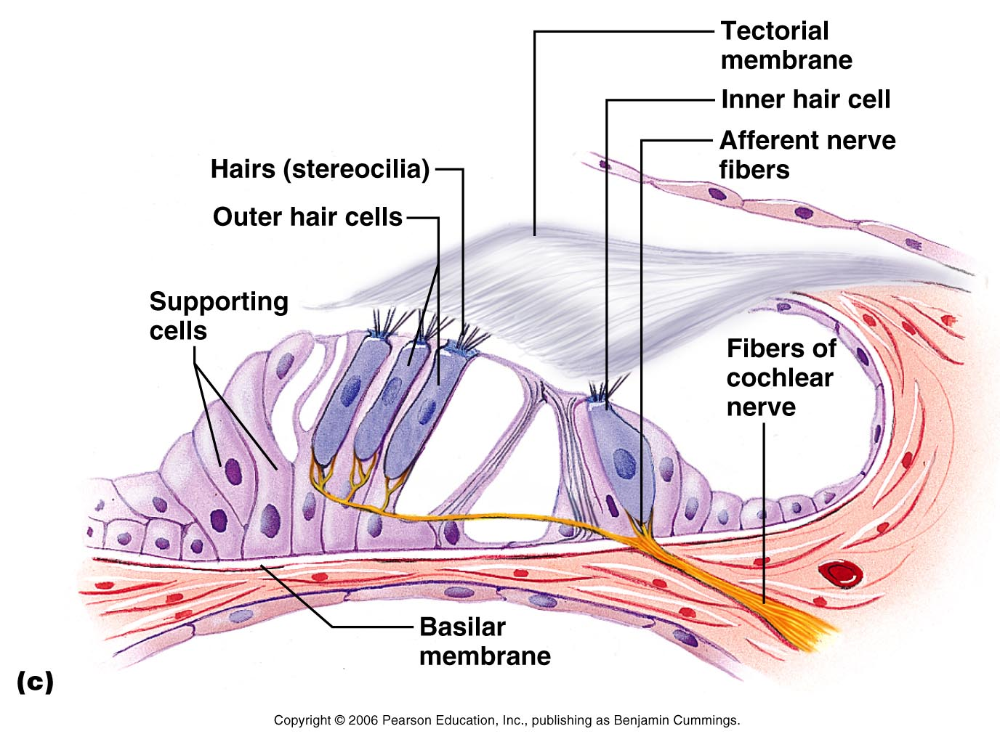 Tectorial
membrane
Inner hair cell
Afferent nerve
fibers
Hairs (stereocilia)
Outer hair cells
Supporting
cells
Fibers of
cochlear
nerve
Basilar
membrane
(c)
Copyright © 2006 Pearson Education, Inc., publishing as Benjamin Cummings.